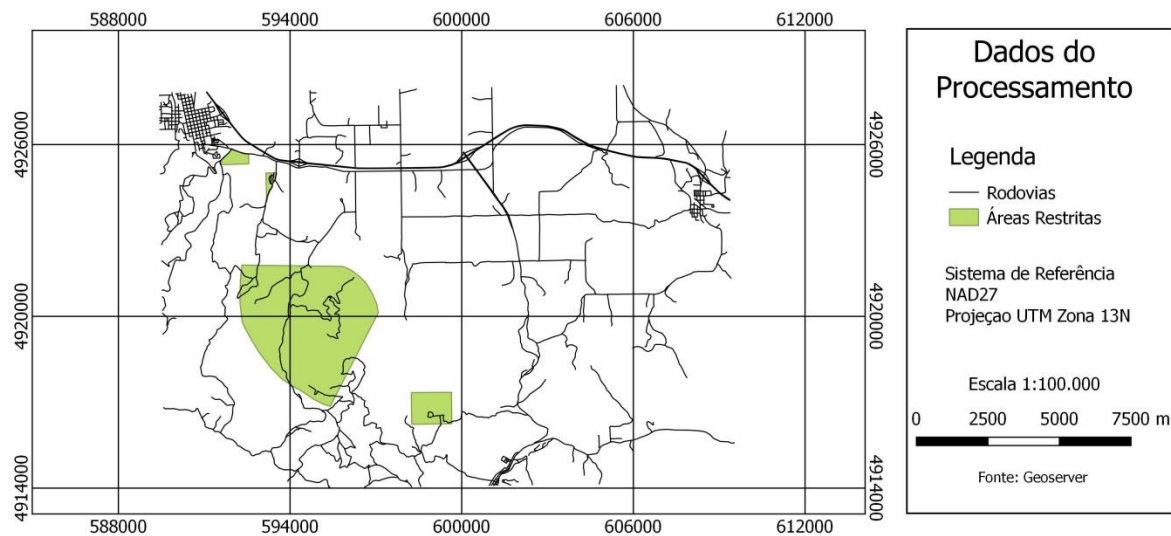 588000 594000 600000 606000 612000
4926000 4926000
4920000 4920000
4914000 4914000
588000 594000 600000 606000 612000
Dados do
Processamento
Legenda
Rodovias
Áreas Restritas
Sistema de Referência
NAD27
Projeçao UTM Zona 13N
Escala 1:100.000
0 2500 5000 7500 m
Fonte: Geoserver